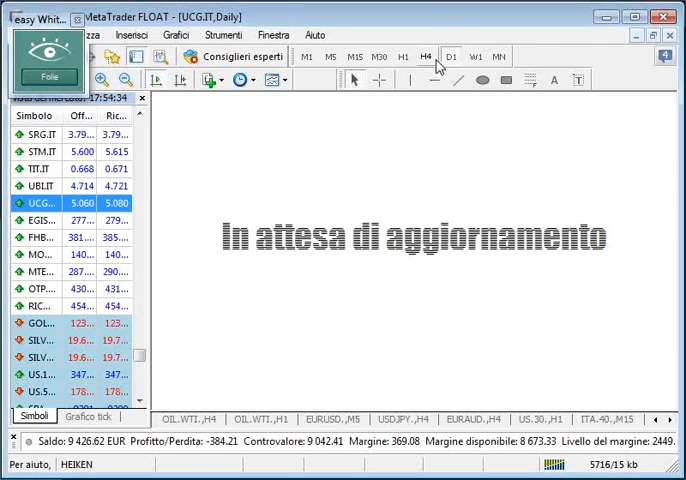 easy Whit...
MetaTrader FLOAT - [UCG.IT,Daily]
zza Inserisci Grafici Strumenti Finestra Aiuto
Folie
Consiglieri esperti M1 M5 M15 M30 H1 H4 D1 W1 MN 4
A T
17:54:34
Simbolo Off... Ric...
SRG.IT 3.79... 3.79...
STM.IT 5.600 5.615
TIT.IT 0.668 0.671
UBI.IT 4.714 4.721
UCG... 5.060 5.080
EGIS... 277... 279...
FHB... 381.... 385....
MO... 140... 140...
MTE... 287.... 290....
OTP... 430... 431...
RIC... 454... 454...
GOL... 123... 123...
SILV... 19.6... 19.7...
SILV... 19.6... 19.7...
US.1... 347... 347...
US.5... 178... 178...
In attesa di aggiornamento
Simboli Grafico tick
OIL.WTI.,H4 OIL.WTI.,H1 EURUSD.,M5 USDJPY.,H4 EURAUD.,H4 US.30.,H1 ITA.40.,M15
Saldo: 9 426.62 EUR Profitto/Perdita: -384.21 Controvalore: 9 042.41 Margine: 369.08 Margine disponibile: 8 673.33 Livello del margine: 2449.
Per aiuto, HEIKEN 5716/15 kb